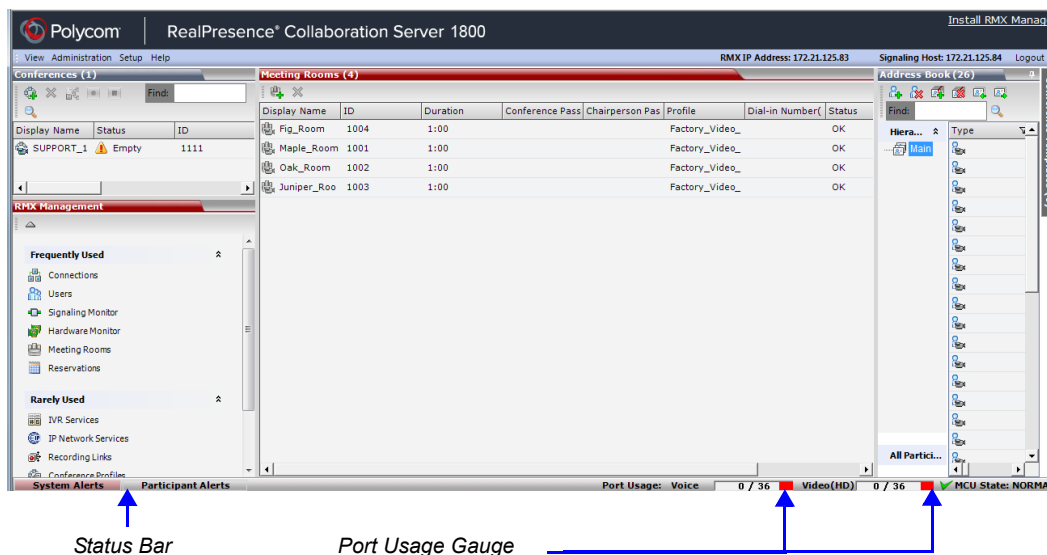 Polycom RealPresence® Collaboration Server 1800
Install RMX Manag
View Administration Setup Help
RMX IP Address: 172.21.125.83
Signaling Host: 172.21.125.84
Logout
Conferences (1)
Find:
Display Name Status ID
SUPPORT_1 Empty 1111
RMX Management
Frequently Used
Connections
Users
Signaling Monitor
Hardware Monitor
Meeting Rooms
Reservations
Rarely Used
IVR Services
IP Network Services
Recording Links
Conference Profiles
Meeting Rooms (4)
Display Name ID Duration Conference Pass Chairperson Pas Profile Dial-in Number( Status
Fig_Room 1004 1:00 Factory_Video_ OK
Maple_Room 1001 1:00 Factory_Video_ OK
Oak_Room 1002 1:00 Factory_Video_ OK
Juniper_Roo 1003 1:00 Factory_Video_ OK
Address Book (26)
Find:
Hiera... Type
Main
All Partici...
System Alerts Participant Alerts
Port Usage: Voice 0 / 36 Video(HD) 0 / 36 MCU State: NORMA
Status Bar Port Usage Gauge